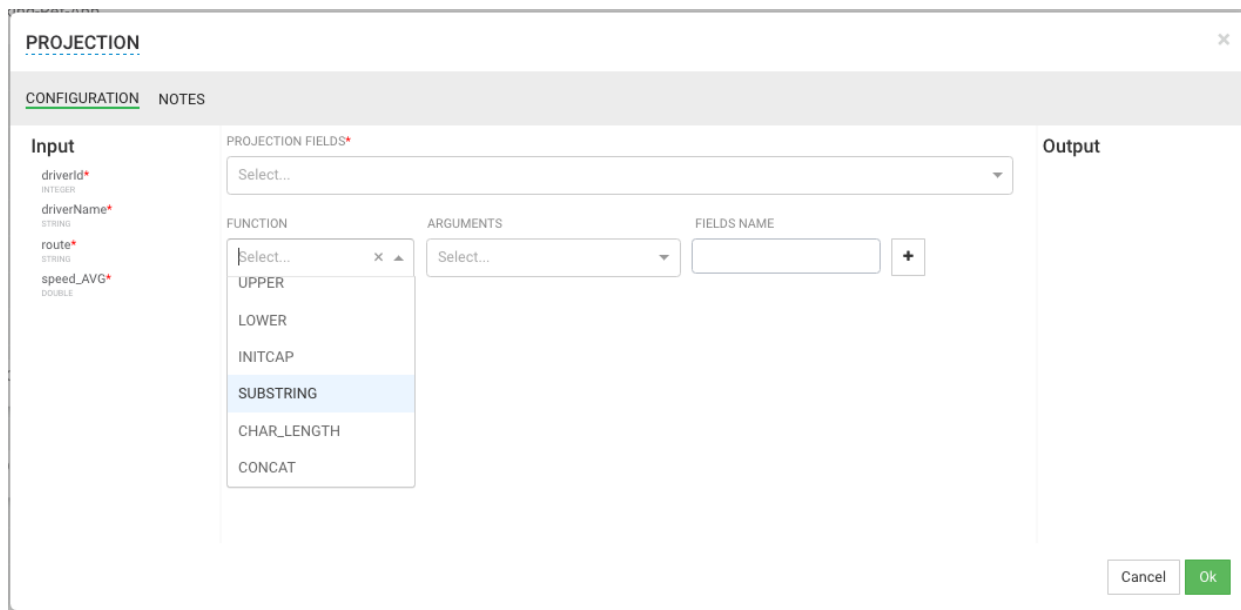 PROJECTION
×
CONFIGURATION NOTES
Input
driverId*
INTEGER
driverName*
STRING
route*
STRING
speed_AVG*
DOUBLE
PROJECTION FIELDS*
Select...
FUNCTION ARGUMENTS FIELDS NAME
Select... × Select... +
UPPER
LOWER
INITCAP
SUBSTRING
CHAR_LENGTH
CONCAT
Output
Cancel Ok